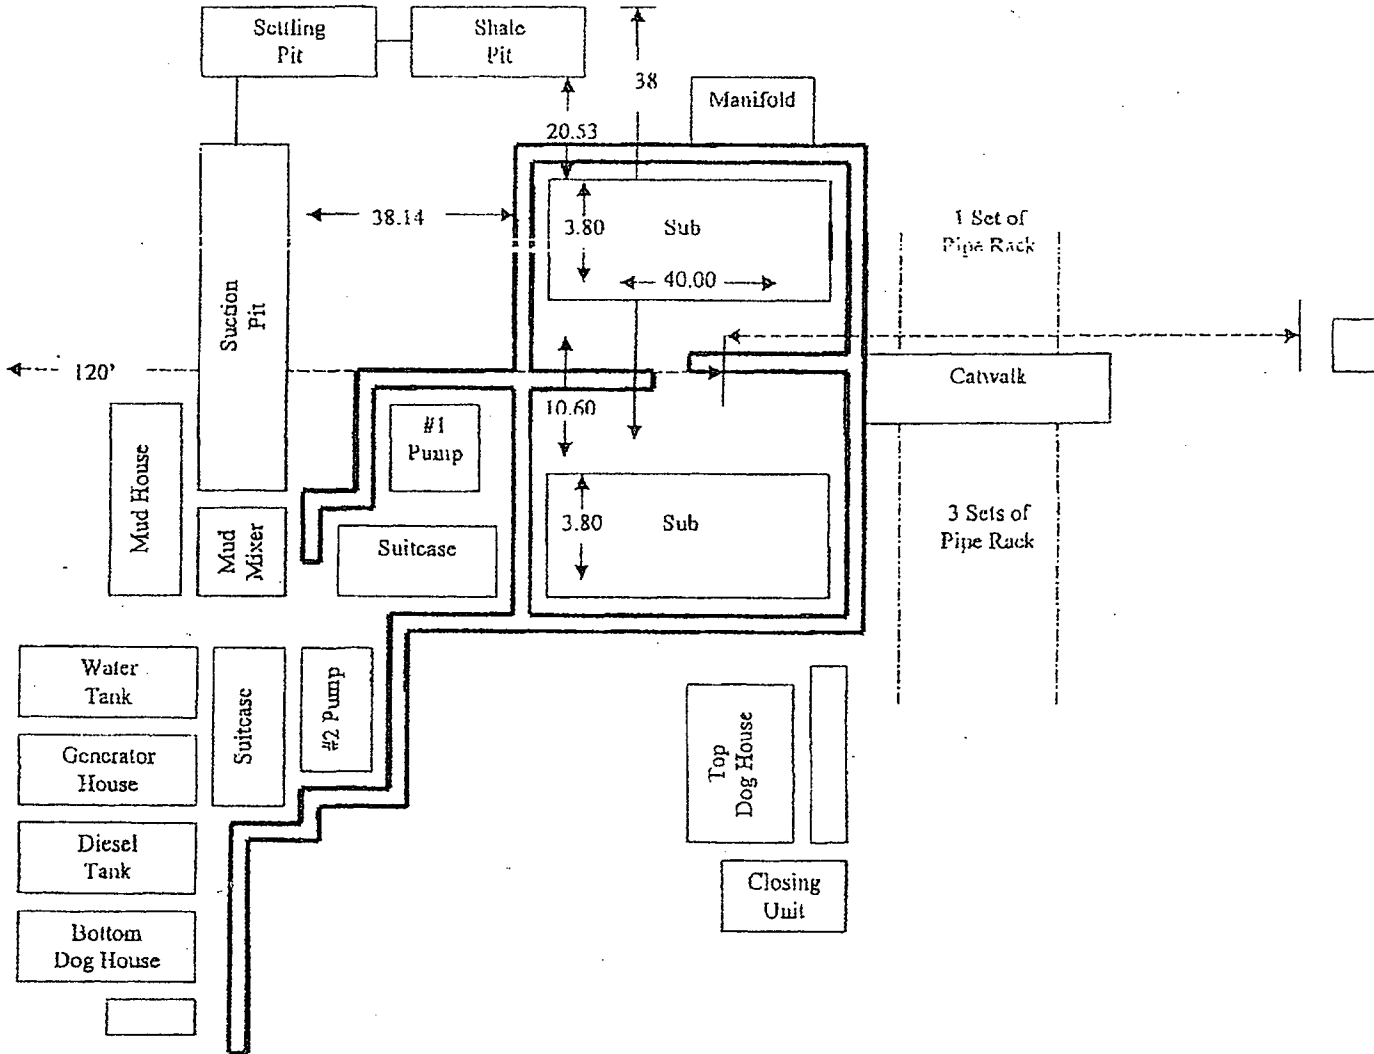 Settling
Pit
Shale
Pit
38
Manifold
20.53
38.14
3.80
Sub
1 Set of
Pipe Rack
40.00
Suction
Pit
120'
Catwalk
10.60
#1
Pump
Mud House
Mud
Mixer
Suitcase
3.80
Sub
3 Sets of
Pipe Rack
Water
Tank
Suitcase
#2 Pump
Generator
House
Top
Dog House
Diesel
Tank
Closing
Unit
Bottom
Dog House